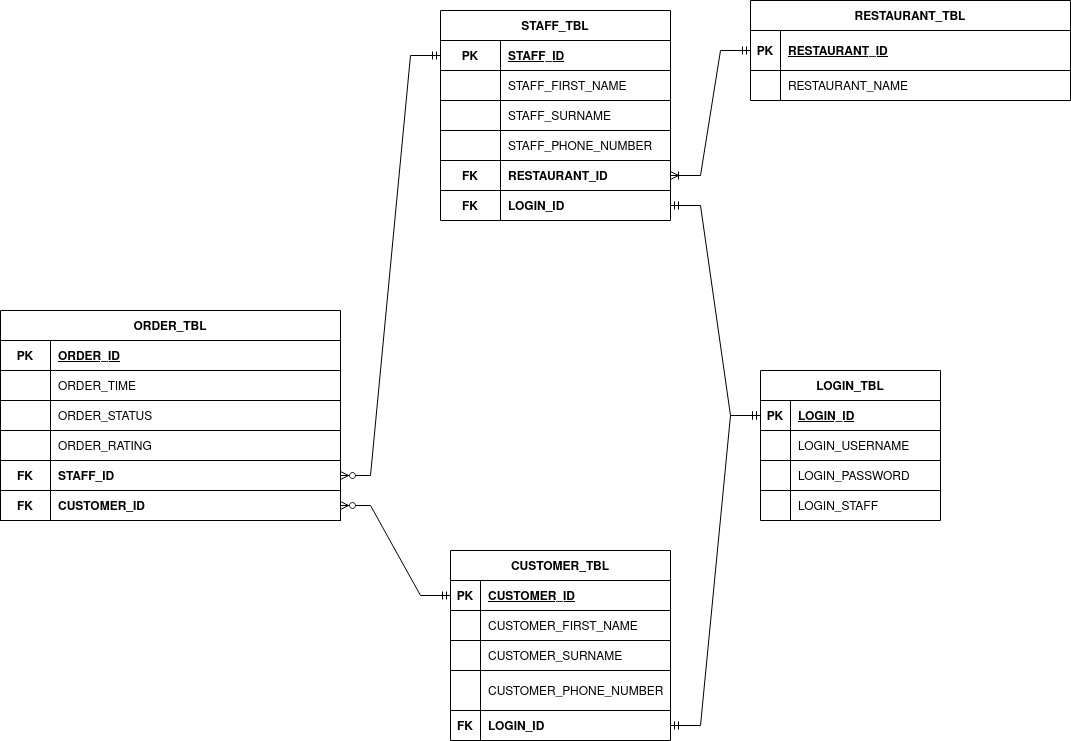 STAFF_TBL
PK STAFF_ID
STAFF_FIRST_NAME
STAFF_SURNAME
STAFF_PHONE_NUMBER
FK RESTAURANT_ID
FK LOGIN_ID
RESTAURANT_TBL
PK RESTAURANT_ID
RESTAURANT_NAME
ORDER_TBL
PK ORDER_ID
ORDER_TIME
ORDER_STATUS
ORDER_RATING
FK STAFF_ID
FK CUSTOMER_ID
LOGIN_TBL
PK LOGIN_ID
LOGIN_USERNAME
LOGIN_PASSWORD
LOGIN_STAFF
CUSTOMER_TBL
PK CUSTOMER_ID
CUSTOMER_FIRST_NAME
CUSTOMER_SURNAME
CUSTOMER_PHONE_NUMBER
FK LOGIN_ID